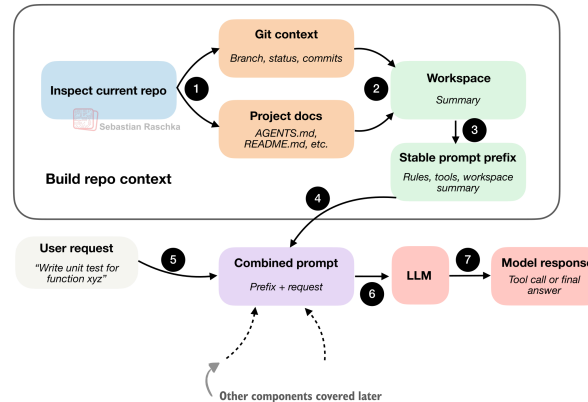 Git context
Branch, status, commits
1
2
Inspect current repo
Workspace
Summary
Sebastian Raschka
Project docs
AGENTS.md,
README.md, etc.
3
Stable prompt prefix
Rules, tools, workspace
summary
Build repo context
4
User request
“Write unit test for
function xyz”
5
Combined prompt
Prefix + request
6
LLM
7
Model response
Tool call or final
answer
Other components covered later